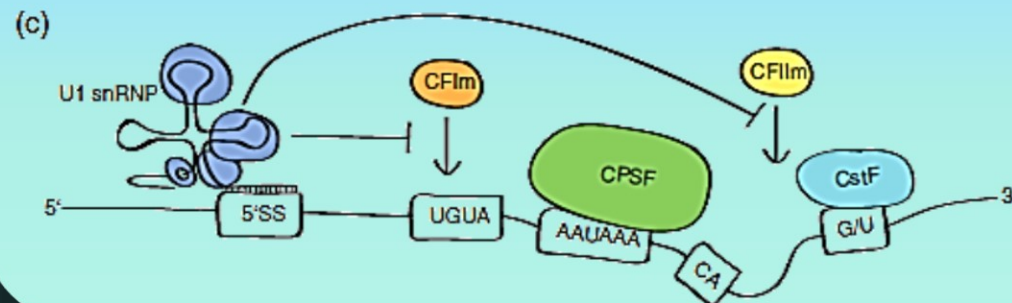 (c)
U1 snRNP
CFIm
CFIIm
CPSF
CstF
5'
5'SS
UGUA
AAUAAA
CA
G/U
3